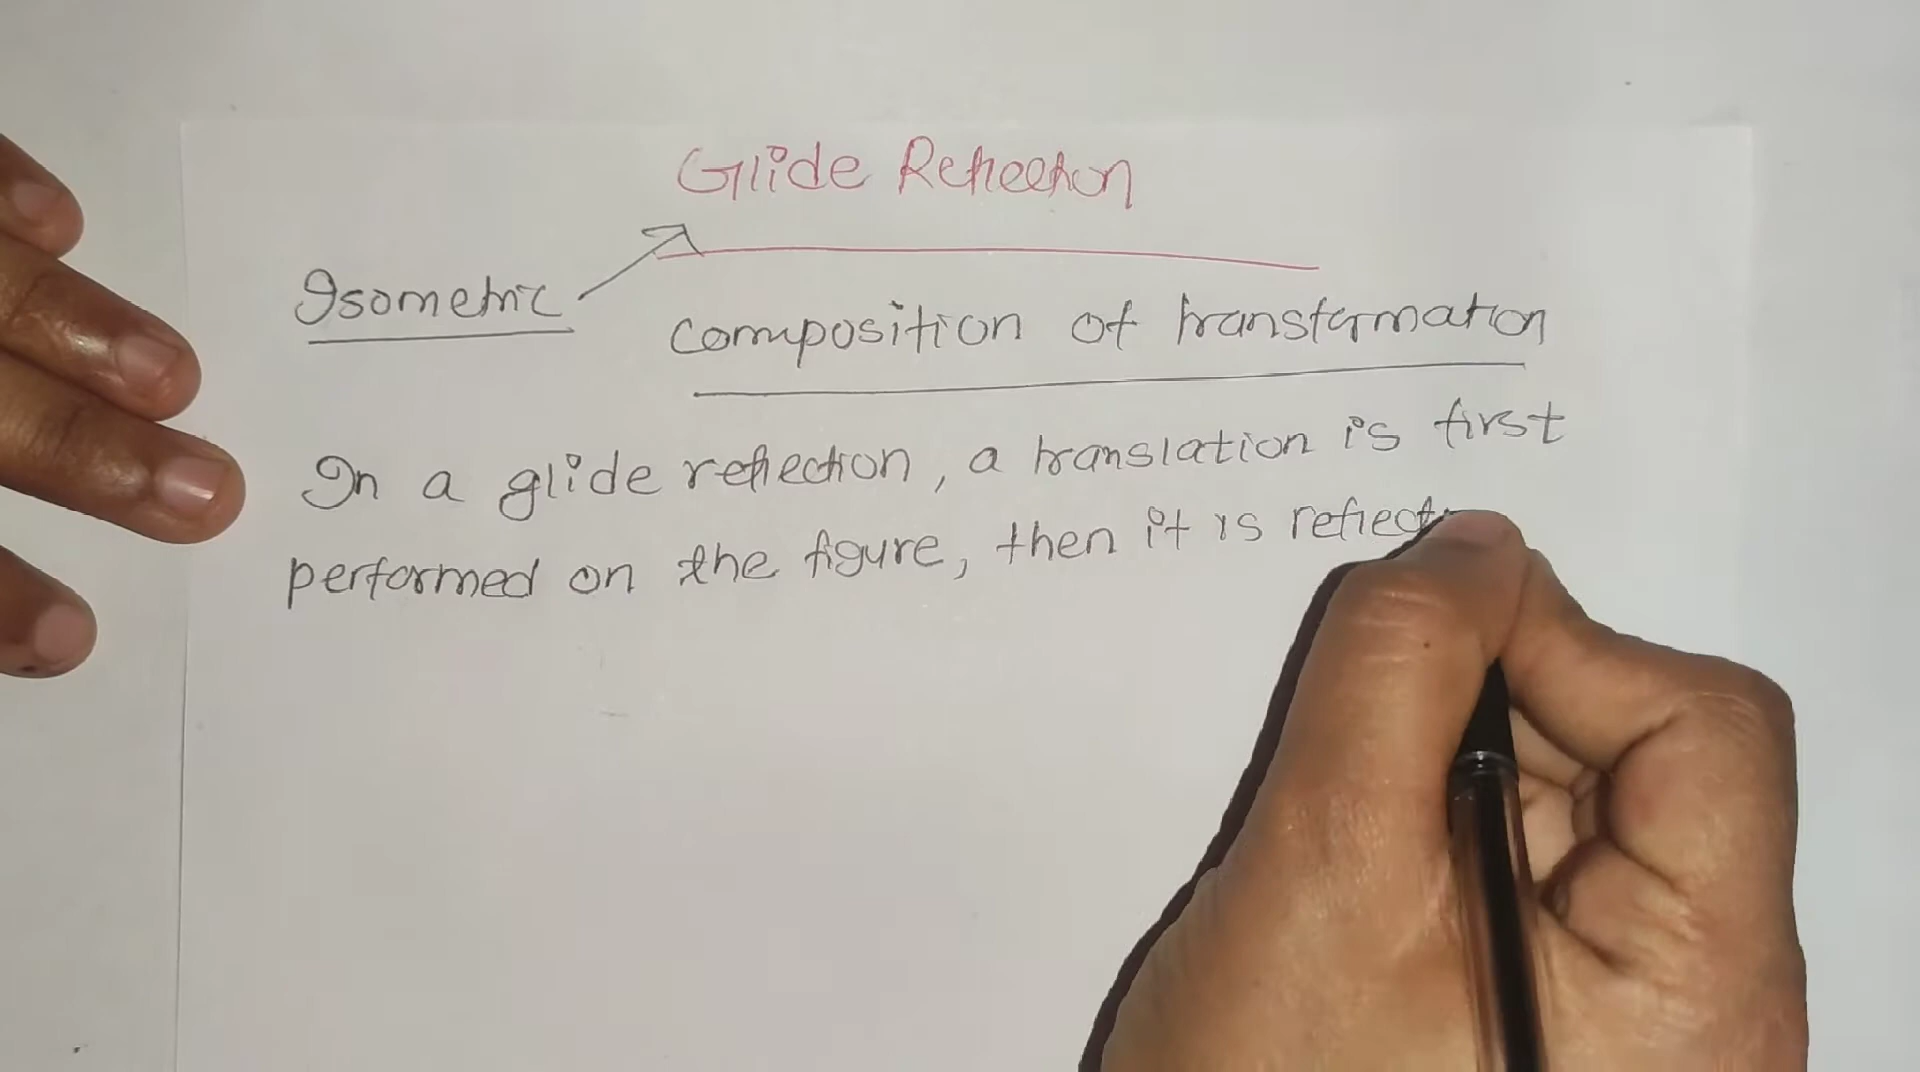 Glide Reflection
Isometric
composition of transformation
In a glide reflection, a translation is first
performed on the figure, then it is reflect